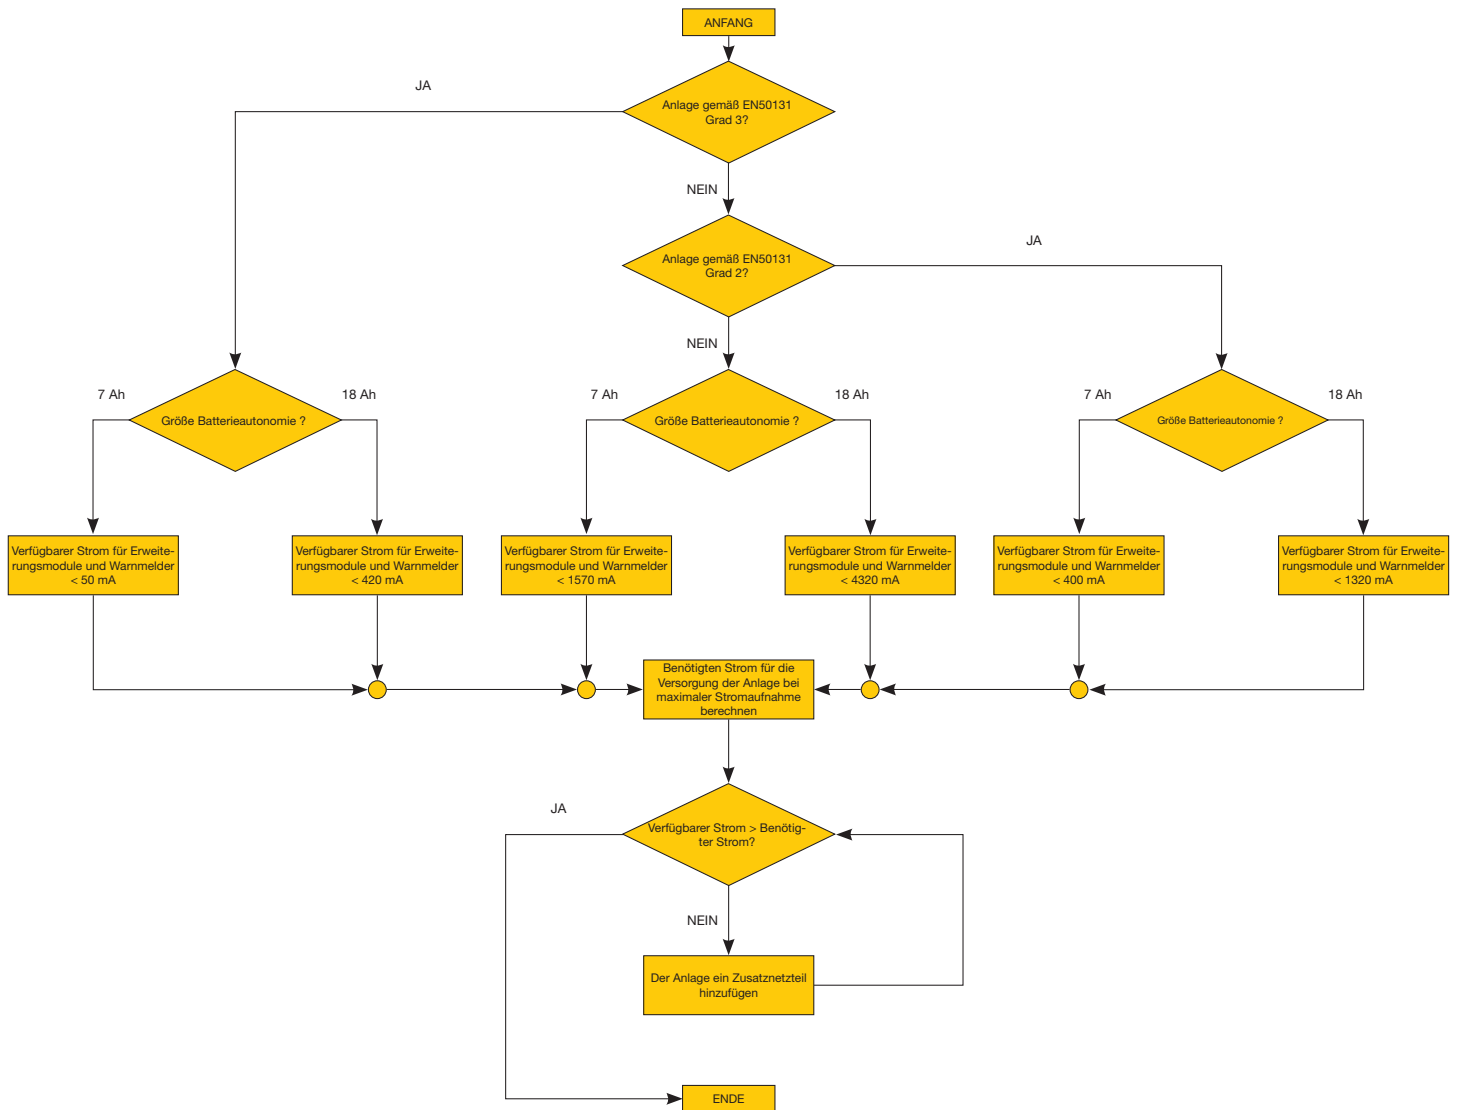 ANFANG
JA
Anlage gemäß EN50131
Grad 3?
NEIN
Anlage gemäß EN50131
Grad 2?
JA
NEIN
7 Ah
Größe Batterieautonomie ?
18 Ah
7 Ah
Größe Batterieautonomie ?
18 Ah
7 Ah
Größe Batterieautonomie ?
18 Ah
Verfügbarer Strom für Erweite-
rungsmodule und Warnmelder
< 50 mA
Verfügbarer Strom für Erweite-
rungsmodule und Warnmelder
< 420 mA
Verfügbarer Strom für Erweite-
rungsmodule und Warnmelder
< 1570 mA
Verfügbarer Strom für Erweite-
rungsmodule und Warnmelder
< 4320 mA
Verfügbarer Strom für Erweite-
rungsmodule und Warnmelder
< 400 mA
Verfügbarer Strom für Erweite-
rungsmodule und Warnmelder
< 1320 mA
Benötigten Strom für die
Versorgung der Anlage bei
maximaler Stromaufnahme
berechnen
JA
Verfügbarer Strom > Benötig-
ter Strom?
NEIN
Der Anlage ein Zusatznetzteil
hinzufügen
ENDE